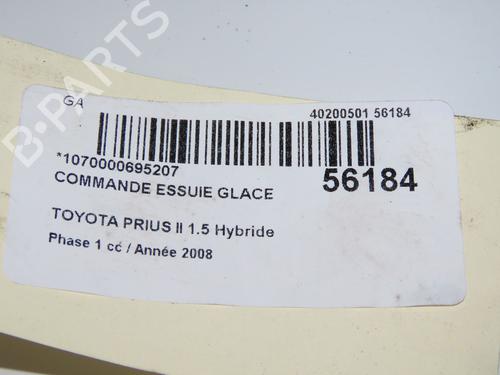 GA
40200501 56184
*1070000695207
56184
COMMANDE ESSUIE GLACE
TOYOTA PRIUS II 1.5 Hybride
Phase 1 cc / Année 2008
B-PARTS